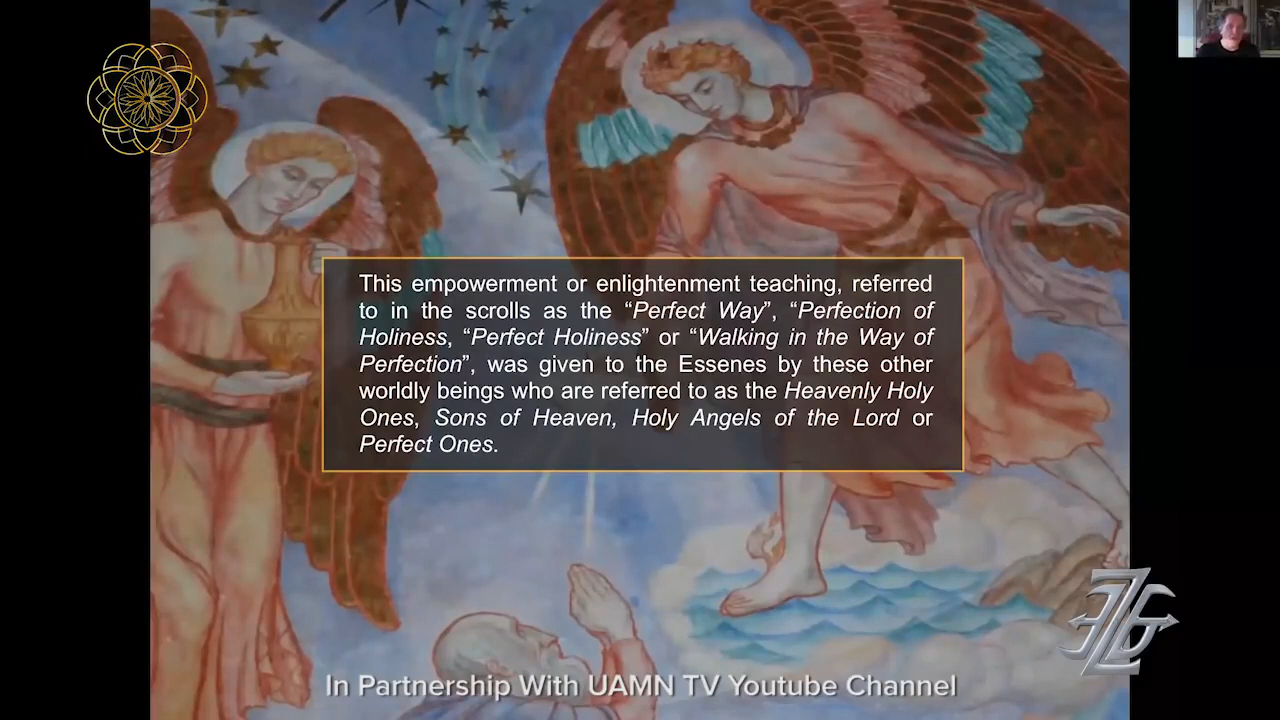 This empowerment or enlightenment teaching, referred
to in the scrolls as the “Perfect Way”, “Perfection of
Holiness, “Perfect Holiness” or “Walking in the Way of
Perfection”, was given to the Essenes by these other
worldly beings who are referred to as the Heavenly Holy
Ones, Sons of Heaven, Holy Angels of the Lord or
Perfect Ones.
In Partnership With UAMN TV Youtube Channel